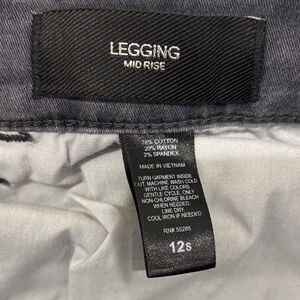 LEGGING
MID RISE
78% COTTON
20% RAYON
2% SPANDEX
MADE IN VIETNAM
TURN GARMENT INSIDE
OUT. MACHINE WASH COLD
WITH LIKE COLORS
GENTLE CYCLE. ONLY
NON-CHLORINE BLEACH
WHEN NEEDED.
LINE DRY.
COOL IRON IF NEEDED
RN# 55285
12S